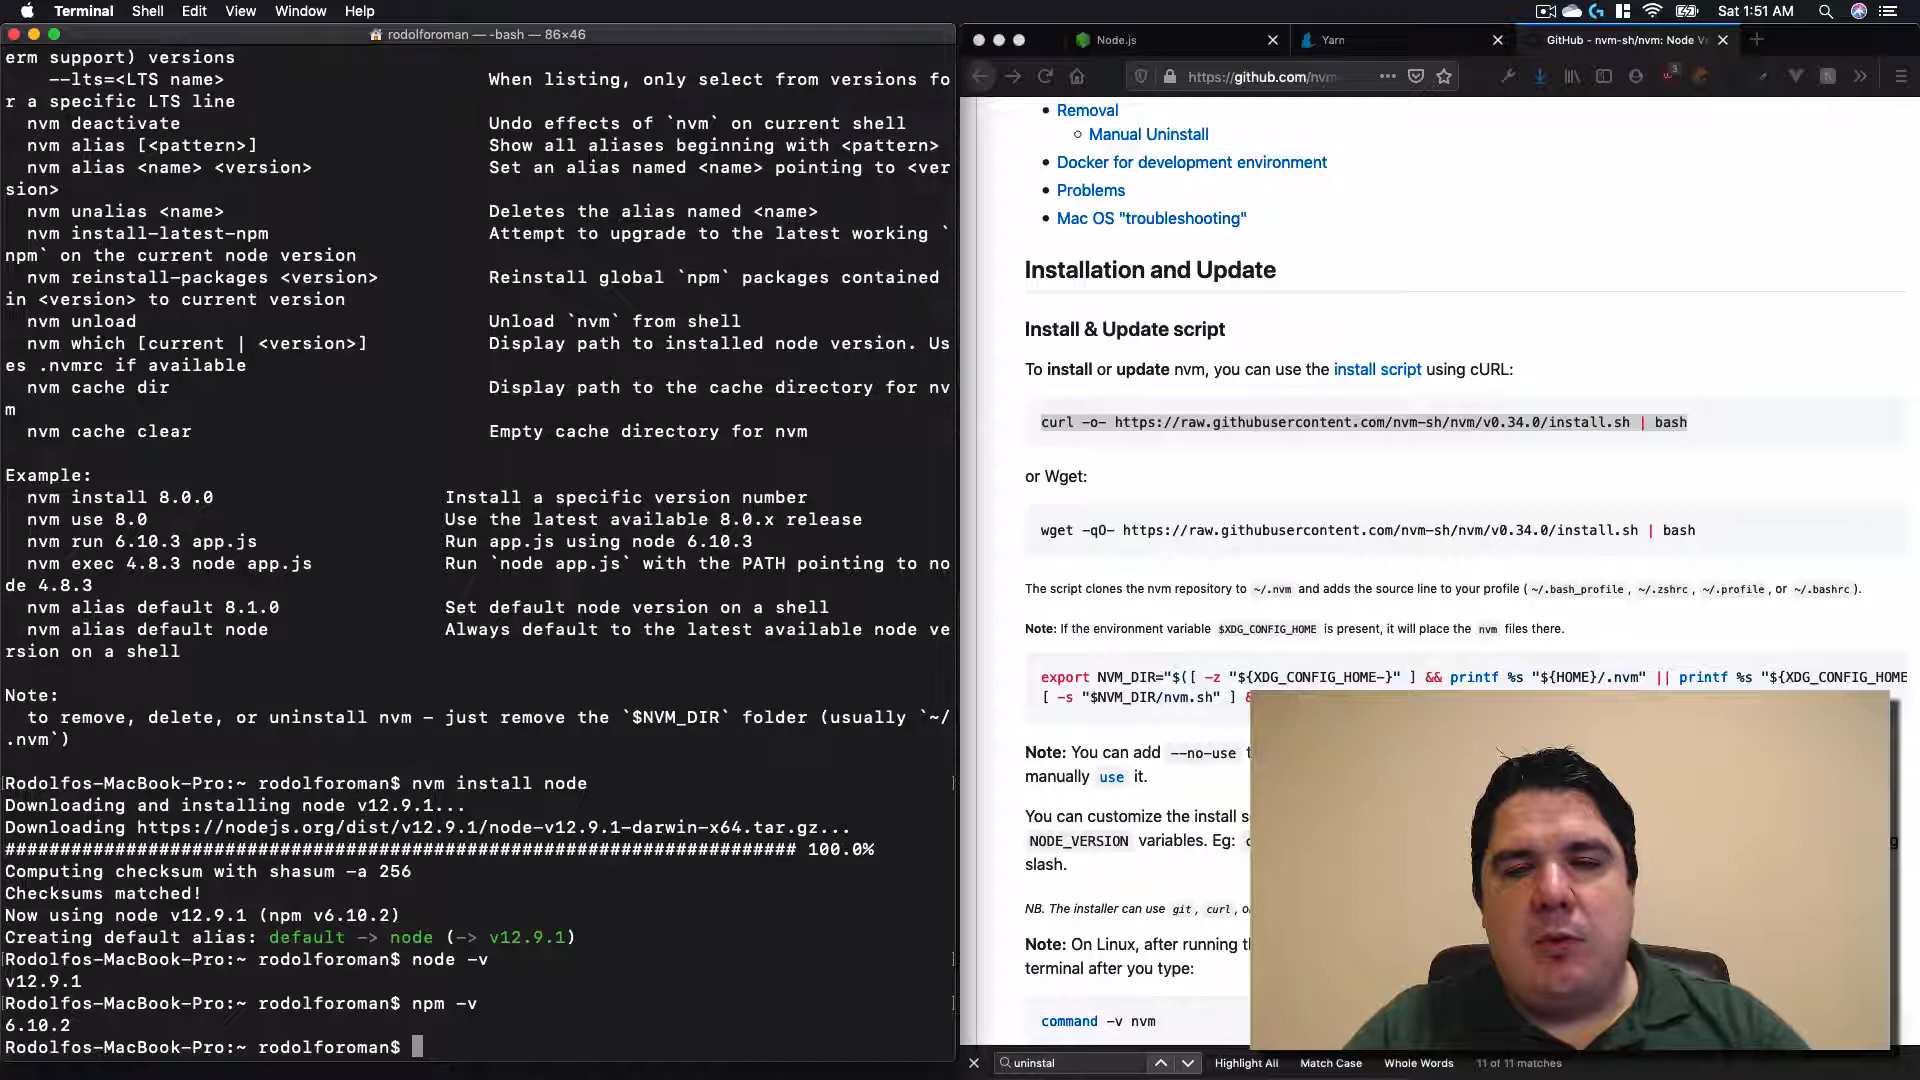 Terminal Shell Edit View Window Help
Sat 1:51 AM
rodolforoman — -bash — 86×46
erm support) versions
--lts=<LTS name> When listing, only select from versions fo
r a specific LTS line
nvm deactivate Undo effects of `nvm` on current shell
nvm alias [<pattern>] Show all aliases beginning with <pattern>
nvm alias <name> <version> Set an alias named <name> pointing to <ver
sion>
nvm unalias <name> Deletes the alias named <name>
nvm install-latest-npm Attempt to upgrade to the latest working `
npm` on the current node version
nvm reinstall-packages <version> Reinstall global `npm` packages contained
in <version> to current version
nvm unload Unload `nvm` from shell
nvm which [current | <version>] Display path to installed node version. Us
es .nvmrc if available
nvm cache dir Display path to the cache directory for nv
m
nvm cache clear Empty cache directory for nvm
Example:
nvm install 8.0.0 Install a specific version number
nvm use 8.0 Use the latest available 8.0.x release
nvm run 6.10.3 app.js Run app.js using node 6.10.3
nvm exec 4.8.3 node app.js Run `node app.js` with the PATH pointing to no
de 4.8.3
nvm alias default 8.1.0 Set default node version on a shell
nvm alias default node Always default to the latest available node ve
rsion on a shell
Note:
to remove, delete, or uninstall nvm - just remove the `$NVM_DIR` folder (usually `~/
.nvm`)
Rodolfos-MacBook-Pro:~ rodolforoman$ nvm install node
Downloading and installing node v12.9.1...
Downloading https://nodejs.org/dist/v12.9.1/node-v12.9.1-darwin-x64.tar.gz...
######################################################################## 100.0%
Computing checksum with shasum -a 256
Checksums matched!
Now using node v12.9.1 (npm v6.10.2)
Creating default alias: default -> node (-> v12.9.1)
Rodolfos-MacBook-Pro:~ rodolforoman$ node -v
v12.9.1
Rodolfos-MacBook-Pro:~ rodolforoman$ npm -v
6.10.2
Rodolfos-MacBook-Pro:~ rodolforoman$
Node.js
Yarn
GitHub - nvm-sh/nvm: Node V
https://github.com/nvm-
3
Removal
Manual Uninstall
Docker for development environment
Problems
Mac OS "troubleshooting"
Installation and Update
Install & Update script
To install or update nvm, you can use the install script using cURL:
curl -o- https://raw.githubusercontent.com/nvm-sh/nvm/v0.34.0/install.sh | bash
or Wget:
wget -qO- https://raw.githubusercontent.com/nvm-sh/nvm/v0.34.0/install.sh | bash
The script clones the nvm repository to ~/.nvm and adds the source line to your profile ( ~/.bash_profile , ~/.zshrc , ~/.profile , or ~/.bashrc ).
Note: If the environment variable $XDG_CONFIG_HOME is present, it will place the nvm files there.
export NVM_DIR="$([ -z "${XDG_CONFIG_HOME-}" ] && printf %s "${HOME}/.nvm" || printf %s "${XDG_CONFIG_HOME
[ -s "$NVM_DIR/nvm.sh" ] &
Note: You can add --no-use t
manually use it.
You can customize the install s
NODE_VERSION variables. Eg:
slash.
NB. The installer can use git , curl ,
Note: On Linux, after running t
terminal after you type:
command -v nvm
uninstal
Highlight All Match Case Whole Words 11 of 11 matches